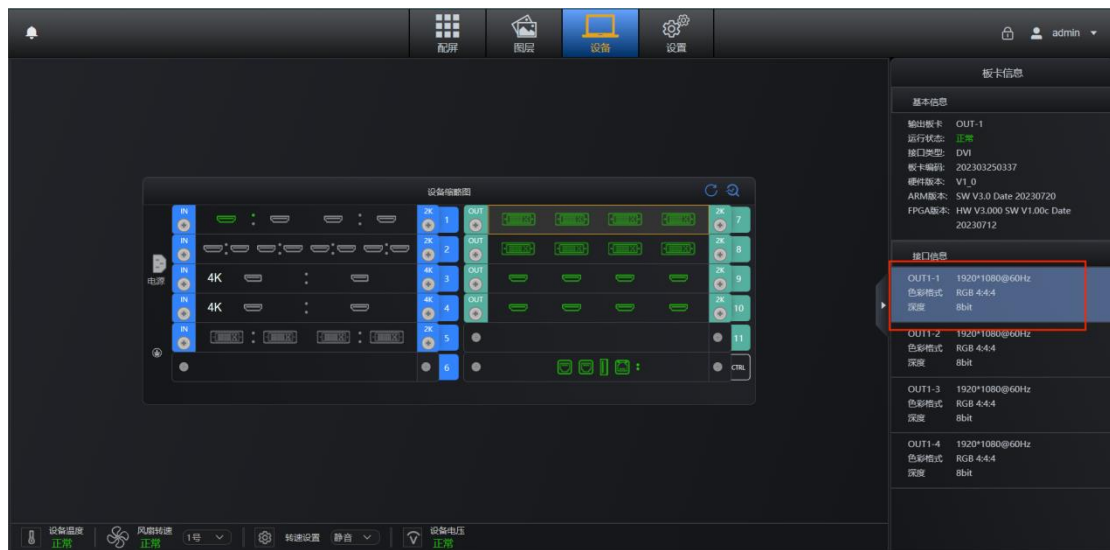 配屏
图层
设备
设置
admin
设备缩略图
IN
2K
1
OUT
2K
7
IN
2K
2
OUT
2K
8
电源
IN
4K
4K
3
OUT
2K
9
IN
4K
4K
4
OUT
2K
10
IN
2K
5
11
6
CTRL
板卡信息
基本信息
输出板卡 OUT-1
运行状态: 正常
接口类型: DVI
板卡编码: 202303250337
硬件版本: V1_0
ARM版本: SW V3.0 Date 20230720
FPGA版本: HW V3.000 SW V1.00c Date
20230712
接口信息
OUT1-1 1920*1080@60Hz
色彩格式 RGB 4:4:4
深度 8bit
OUT1-2 1920*1080@60Hz
色彩格式 RGB 4:4:4
深度 8bit
OUT1-3 1920*1080@60Hz
色彩格式 RGB 4:4:4
深度 8bit
OUT1-4 1920*1080@60Hz
色彩格式 RGB 4:4:4
深度 8bit
设备温度
正常
风扇转速
正常
1号
转速设置 静音
设备电压
正常